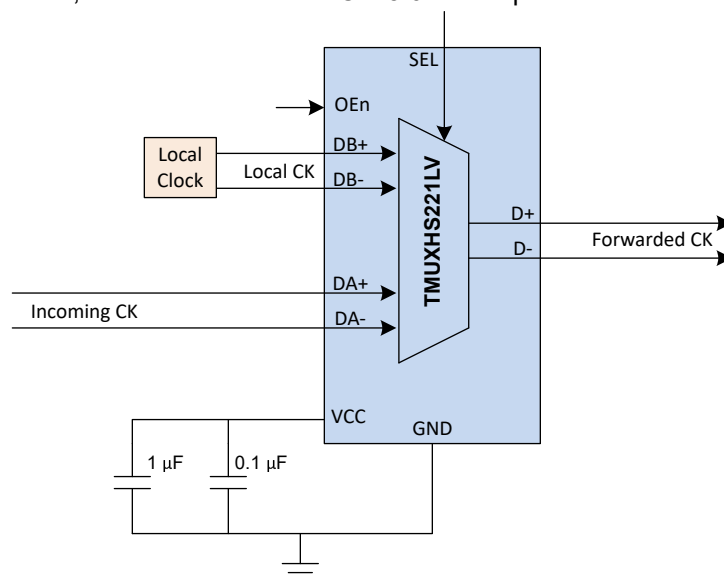 SEL
OEn
DB+
Local
Clock
Local CK
DB-
TMUXHS221LV
D+
Forwarded CK
D-
DA+
Incoming CK
DA-
VCC
GND
1 µF
0.1 µF